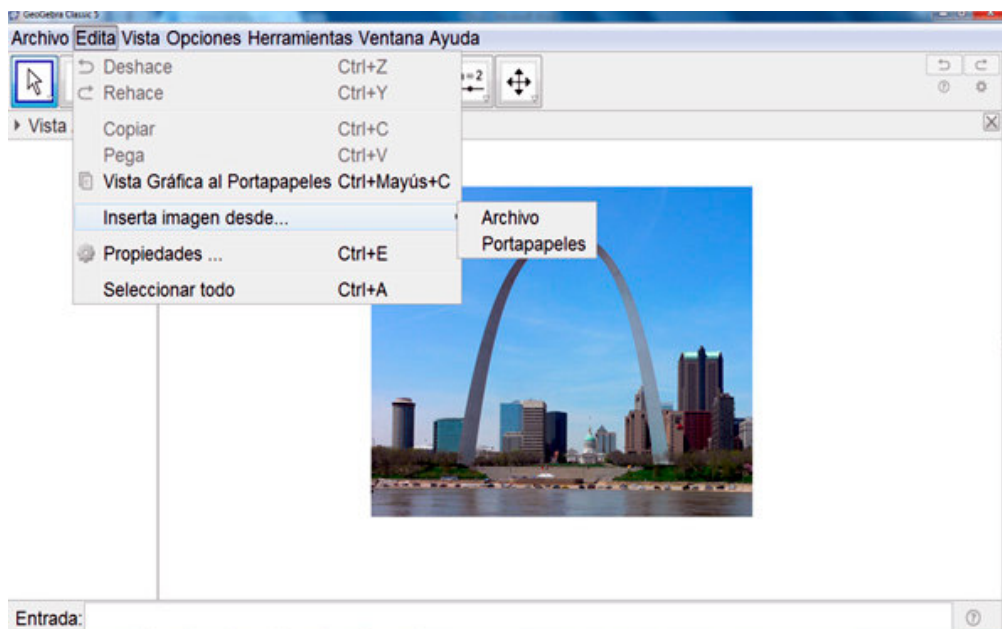 GeoGebra Classic 5
Archivo Edita Vista Opciones Herramientas Ventana Ayuda
Deshace Ctrl+Z
Rehace Ctrl+Y
Copiar Ctrl+C
Pega Ctrl+V
Vista Gráfica al Portapapeles Ctrl+Mayús+C
Inserta imagen desde...
Propiedades ... Ctrl+E
Seleccionar todo Ctrl+A
Archivo
Portapapeles
=2
Vista
Entrada: